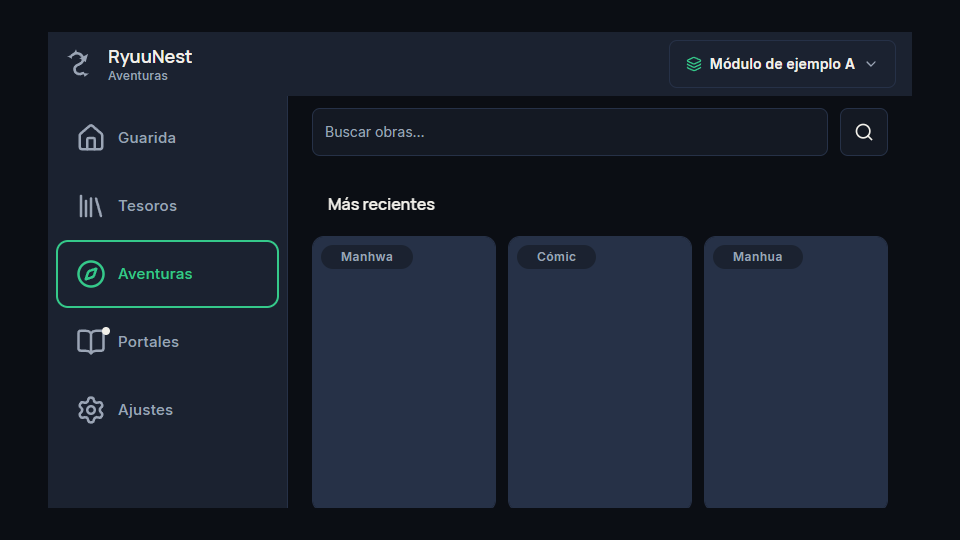 RyuuNest
Aventuras
Módulo de ejemplo A
Guarida
Tesoros
Aventuras
Portales
Ajustes
Buscar obras...
Más recientes
Manhwa
Cómic
Manhua